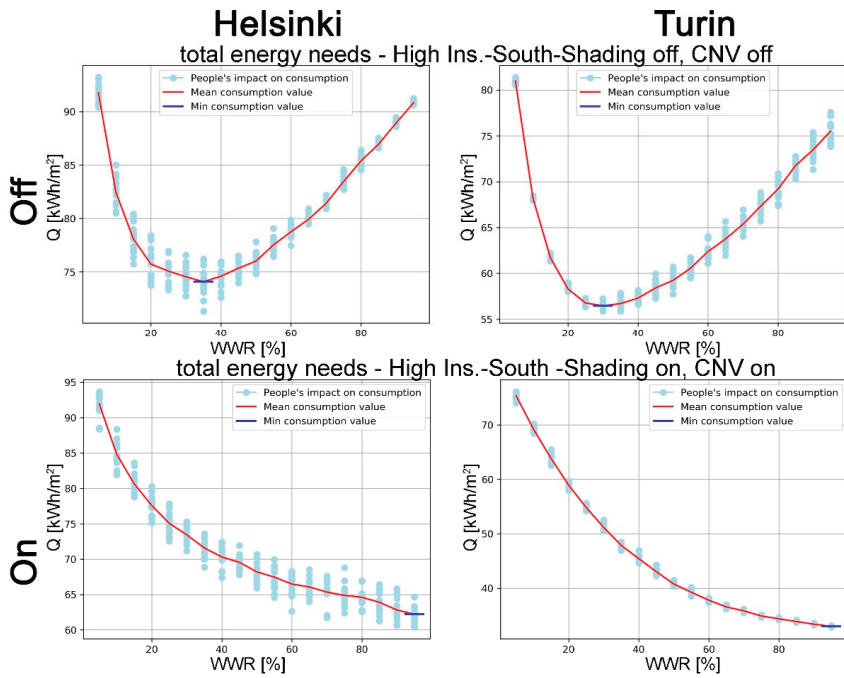 Helsinki Turin
total energy needs - High Ins.-South-Shading off, CNV off
Off
Q [kWh/m²]
90
85
80
75
People's impact on consumption
Mean consumption value
Min consumption value
20 40 60 80
WWR [%]
Q [kWh/m²]
80
75
70
65
60
55
People's impact on consumption
Mean consumption value
Min consumption value
20 40 60 80
WWR [%]
total energy needs - High Ins.-South -Shading on, CNV on
On
Q [kWh/m²]
95
90
85
80
75
70
65
60
People's impact on consumption
Mean consumption value
Min consumption value
20 40 60 80
WWR [%]
Q [kWh/m²]
70
60
50
40
People's impact on consumption
Mean consumption value
Min consumption value
20 40 60 80
WWR [%]